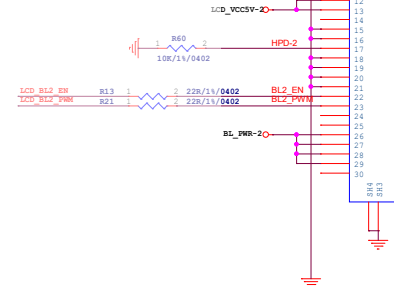 12
LCD_VCC5V-2
13
14
15
R60
16
1 2 HPD-2
17
10K/1%/0402
18
19
20
21
LCD_BL2_EN R13 1 2 22R/1%/0402 BL2_EN
22
LCD_BL2_PWM R21 1 2 22R/1%/0402 BL2_PWM
23
24
25
BL_PWR-2
26
27
28
29
30
SH4
SH3